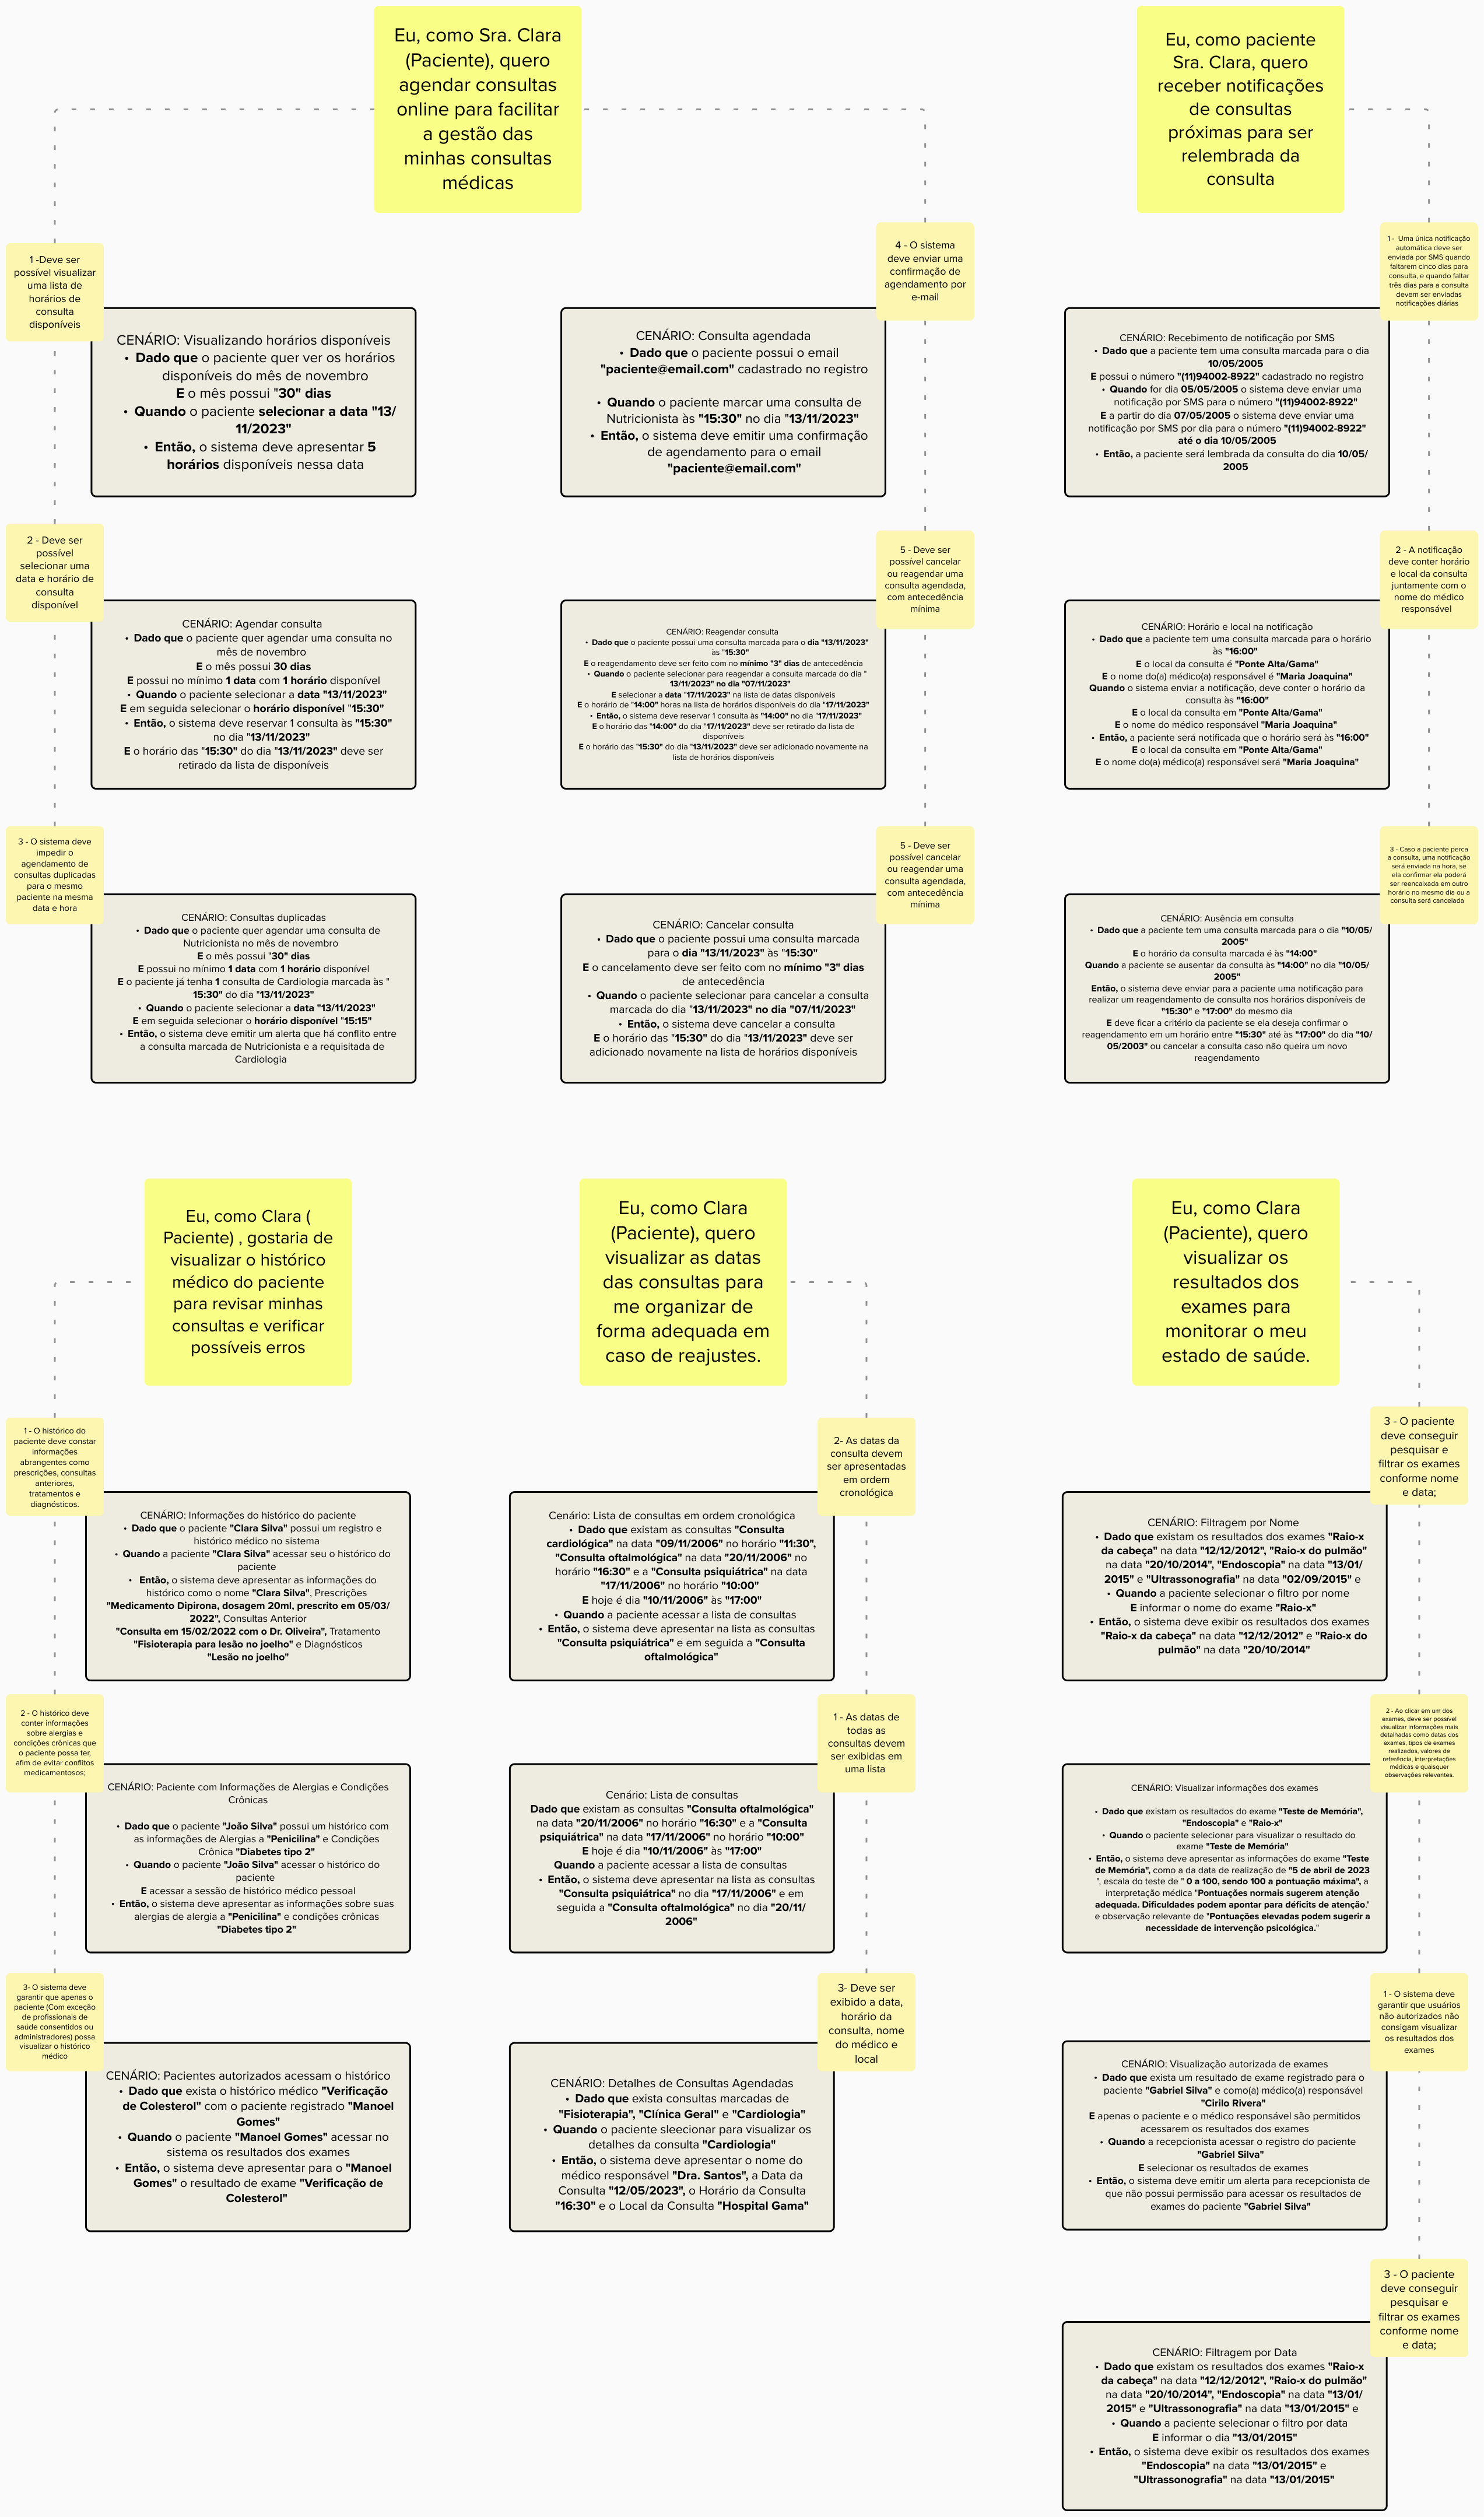 Eu, como Sra. Clara
(Paciente), quero
agendar consultas
online para facilitar
a gestão das
minhas consultas
médicas
1 -Deve ser
possível visualizar
uma lista de
horários de
consulta
disponíveis
CENÁRIO: Visualizando horários disponíveis
• Dado que o paciente quer ver os horários
disponíveis do mês de novembro
E o mês possui "30" dias
• Quando o paciente selecionar a data "13/
11/2023"
• Então, o sistema deve apresentar 5
horários disponíveis nessa data
2 - Deve ser
possível
selecionar uma
data e horário de
consulta
disponível
CENÁRIO: Agendar consulta
• Dado que o paciente quer agendar uma consulta no
mês de novembro
E o mês possui 30 dias
E possui no mínimo 1 data com 1 horário disponível
• Quando o paciente selecionar a data "13/11/2023"
E em seguida selecionar o horário disponível "15:30"
• Então, o sistema deve reservar 1 consulta às "15:30"
no dia "13/11/2023"
E o horário das "15:30" do dia "13/11/2023" deve ser
retirado da lista de disponíveis
3 - O sistema deve
impedir o
agendamento de
consultas duplicadas
para o mesmo
paciente na mesma
data e hora
CENÁRIO: Consultas duplicadas
• Dado que o paciente quer agendar uma consulta de
Nutricionista no mês de novembro
E o mês possui "30" dias
E possui no mínimo 1 data com 1 horário disponível
E o paciente já tenha 1 consulta de Cardiologia marcada às "
15:30" do dia "13/11/2023"
• Quando o paciente selecionar a data "13/11/2023"
E em seguida selecionar o horário disponível "15:15"
• Então, o sistema deve emitir um alerta que há conflito entre
a consulta marcada de Nutricionista e a requisitada de
Cardiologia
4 - O sistema
deve enviar uma
confirmação de
agendamento por
e-mail
CENÁRIO: Consulta agendada
• Dado que o paciente possui o email
"paciente@email.com" cadastrado no registro
• Quando o paciente marcar uma consulta de
Nutricionista às "15:30" no dia "13/11/2023"
• Então, o sistema deve emitir uma confirmação
de agendamento para o email
"paciente@email.com"
5 - Deve ser
possível cancelar
ou reagendar uma
consulta agendada,
com antecedência
mínima
CENÁRIO: Reagendar consulta
• Dado que o paciente possui uma consulta marcada para o dia "13/11/2023"
às "15:30"
E o reagendamento deve ser feito com no mínimo "3" dias de antecedência
• Quando o paciente selecionar para reagendar a consulta marcada do dia "
13/11/2023" no dia "07/11/2023"
E selecionar a data "17/11/2023" na lista de datas disponíveis
E o horário de "14:00" horas na lista de horários disponíveis do dia "17/11/2023"
• Então, o sistema deve reservar 1 consulta às "14:00" no dia "17/11/2023"
E o horário das "14:00" do dia "17/11/2023" deve ser retirado da lista de
disponíveis
E o horário das "15:30" do dia "13/11/2023" deve ser adicionado novamente na
lista de horários disponíveis
5 - Deve ser
possível cancelar
ou reagendar uma
consulta agendada,
com antecedência
mínima
CENÁRIO: Cancelar consulta
• Dado que o paciente possui uma consulta marcada
para o dia "13/11/2023" às "15:30"
E o cancelamento deve ser feito com no mínimo "3" dias
de antecedência
• Quando o paciente selecionar para cancelar a consulta
marcada do dia "13/11/2023" no dia "07/11/2023"
• Então, o sistema deve cancelar a consulta
E o horário das "15:30" do dia "13/11/2023" deve ser
adicionado novamente na lista de horários disponíveis
Eu, como paciente
Sra. Clara, quero
receber notificações
de consultas
próximas para ser
relembrada da
consulta
1 - Uma única notificação
automática deve ser
enviada por SMS quando
faltarem cinco dias para
consulta, e quando faltar
três dias para a consulta
devem ser enviadas
notificações diárias
CENÁRIO: Recebimento de notificação por SMS
• Dado que a paciente tem uma consulta marcada para o dia
10/05/2005
E possui o número "(11)94002-8922" cadastrado no registro
• Quando for dia 05/05/2005 o sistema deve enviar uma
notificação por SMS para o número "(11)94002-8922"
E a partir do dia 07/05/2005 o sistema deve enviar uma
notificação por SMS por dia para o número "(11)94002-8922"
até o dia 10/05/2005
• Então, a paciente será lembrada da consulta do dia 10/05/
2005
2 - A notificação
deve conter horário
e local da consulta
juntamente com o
nome do médico
responsável
CENÁRIO: Horário e local na notificação
• Dado que a paciente tem uma consulta marcada para o horário
às "16:00"
E o local da consulta é "Ponte Alta/Gama"
E o nome do(a) médico(a) responsável é "Maria Joaquina"
Quando o sistema enviar a notificação, deve conter o horário da
consulta às "16:00"
E o local da consulta em "Ponte Alta/Gama"
E o nome do médico responsável "Maria Joaquina"
• Então, a paciente será notificada que o horário será às "16:00"
E o local da consulta em "Ponte Alta/Gama"
E o nome do(a) médico(a) responsável será "Maria Joaquina"
3 - Caso a paciente perca
a consulta, uma notificação
será enviada na hora, se
ela confirmar ela poderá
ser reencaixada em outro
horário no mesmo dia ou a
consulta será cancelada
CENÁRIO: Ausência em consulta
• Dado que a paciente tem uma consulta marcada para o dia "10/05/
2005"
E o horário da consulta marcada é às "14:00"
Quando a paciente se ausentar da consulta às "14:00" no dia "10/05/
2005"
Então, o sistema deve enviar para a paciente uma notificação para
realizar um reagendamento de consulta nos horários disponíveis de
"15:30" e "17:00" do mesmo dia
E deve ficar a critério da paciente se ela deseja confirmar o
reagendamento em um horário entre "15:30" até às "17:00" do dia "10/
05/2003" ou cancelar a consulta caso não queira um novo
reagendamento
Eu, como Clara (
Paciente) , gostaria de
visualizar o histórico
médico do paciente
para revisar minhas
consultas e verificar
possíveis erros
1 - O histórico do
paciente deve constar
informações
abrangentes como
prescrições, consultas
anteriores,
tratamentos e
diagnósticos.
CENÁRIO: Informações do histórico do paciente
• Dado que o paciente "Clara Silva" possui um registro e
histórico médico no sistema
• Quando a paciente "Clara Silva" acessar seu o histórico do
paciente
• Então, o sistema deve apresentar as informações do
histórico como o nome "Clara Silva", Prescrições
"Medicamento Dipirona, dosagem 20ml, prescrito em 05/03/
2022", Consultas Anterior
"Consulta em 15/02/2022 com o Dr. Oliveira", Tratamento
"Fisioterapia para lesão no joelho" e Diagnósticos
"Lesão no joelho"
2 - O histórico deve
conter informações
sobre alergias e
condições crônicas que
o paciente possa ter,
afim de evitar conflitos
medicamentosos;
CENÁRIO: Paciente com Informações de Alergias e Condições
Crônicas
• Dado que o paciente "João Silva" possui um histórico com
as informações de Alergias a "Penicilina" e Condições
Crônica "Diabetes tipo 2"
• Quando o paciente "João Silva" acessar o histórico do
paciente
E acessar a sessão de histórico médico pessoal
• Então, o sistema deve apresentar as informações sobre suas
alergias de alergia a "Penicilina" e condições crônicas
"Diabetes tipo 2"
3- O sistema deve
garantir que apenas o
paciente (Com exceção
de profissionais de
saúde consentidos ou
administradores) possa
visualizar o histórico
médico
CENÁRIO: Pacientes autorizados acessam o histórico
• Dado que exista o histórico médico "Verificação
de Colesterol" com o paciente registrado "Manoel
Gomes"
• Quando o paciente "Manoel Gomes" acessar no
sistema os resultados dos exames
• Então, o sistema deve apresentar para o "Manoel
Gomes" o resultado de exame "Verificação de
Colesterol"
Eu, como Clara
(Paciente), quero
visualizar as datas
das consultas para
me organizar de
forma adequada em
caso de reajustes.
2- As datas da
consulta devem
ser apresentadas
em ordem
cronológica
Cenário: Lista de consultas em ordem cronológica
• Dado que existam as consultas "Consulta
cardiológica" na data "09/11/2006" no horário "11:30",
"Consulta oftalmológica" na data "20/11/2006" no
horário "16:30" e a "Consulta psiquiátrica" na data
"17/11/2006" no horário "10:00"
E hoje é dia "10/11/2006" às "17:00"
• Quando a paciente acessar a lista de consultas
• Então, o sistema deve apresentar na lista as consultas
"Consulta psiquiátrica" e em seguida a "Consulta
oftalmológica"
1 - As datas de
todas as
consultas devem
ser exibidas em
uma lista
Cenário: Lista de consultas
Dado que existam as consultas "Consulta oftalmológica"
na data "20/11/2006" no horário "16:30" e a "Consulta
psiquiátrica" na data "17/11/2006" no horário "10:00"
E hoje é dia "10/11/2006" às "17:00"
Quando a paciente acessar a lista de consultas
• Então, o sistema deve apresentar na lista as consultas
"Consulta psiquiátrica" no dia "17/11/2006" e em
seguida a "Consulta oftalmológica" no dia "20/11/
2006"
3- Deve ser
exibido a data,
horário da
consulta, nome
do médico e
local
CENÁRIO: Detalhes de Consultas Agendadas
• Dado que exista consultas marcadas de
"Fisioterapia", "Clínica Geral" e "Cardiologia"
• Quando o paciente sleecionar para visualizar os
detalhes da consulta "Cardiologia"
• Então, o sistema deve apresentar o nome do
médico responsável "Dra. Santos", a Data da
Consulta "12/05/2023", o Horário da Consulta
"16:30" e o Local da Consulta "Hospital Gama"
Eu, como Clara
(Paciente), quero
visualizar os
resultados dos
exames para
monitorar o meu
estado de saúde.
3 - O paciente
deve conseguir
pesquisar e
filtrar os exames
conforme nome
e data;
CENÁRIO: Filtragem por Nome
• Dado que existam os resultados dos exames "Raio-x
da cabeça" na data "12/12/2012", "Raio-x do pulmão"
na data "20/10/2014", "Endoscopia" na data "13/01/
2015" e "Ultrassonografia" na data "02/09/2015" e
• Quando a paciente selecionar o filtro por nome
E informar o nome do exame "Raio-x"
• Então, o sistema deve exibir os resultados dos exames
"Raio-x da cabeça" na data "12/12/2012" e "Raio-x do
pulmão" na data "20/10/2014"
2 - Ao clicar em um dos
exames, deve ser possível
visualizar informações mais
detalhadas como datas dos
exames, tipos de exames
realizados, valores de
referência, interpretações
médicas e quaisquer
observações relevantes.
CENÁRIO: Visualizar informações dos exames
• Dado que existam os resultados do exame "Teste de Memória",
"Endoscopia" e "Raio-x"
• Quando o paciente selecionar para visualizar o resultado do
exame "Teste de Memória"
• Então, o sistema deve apresentar as informações do exame "Teste
de Memória", como a da data de realização de "5 de abril de 2023
", escala do teste de " 0 a 100, sendo 100 a pontuação máxima", a
interpretação médica "Pontuações normais sugerem atenção
adequada. Dificuldades podem apontar para déficits de atenção."
e observação relevante de "Pontuações elevadas podem sugerir a
necessidade de intervenção psicológica."
1 - O sistema deve
garantir que usuários
não autorizados não
consigam visualizar
os resultados dos
exames
CENÁRIO: Visualização autorizada de exames
• Dado que exista um resultado de exame registrado para o
paciente "Gabriel Silva" e como(a) médico(a) responsável
"Cirilo Rivera"
E apenas o paciente e o médico responsável são permitidos
acessarem os resultados dos exames
• Quando a recepcionista acessar o registro do paciente
"Gabriel Silva"
E selecionar os resultados de exames
• Então, o sistema deve emitir um alerta para recepcionista de
que não possui permissão para acessar os resultados de
exames do paciente "Gabriel Silva"
3 - O paciente
deve conseguir
pesquisar e
filtrar os exames
conforme nome
e data;
CENÁRIO: Filtragem por Data
• Dado que existam os resultados dos exames "Raio-x
da cabeça" na data "12/12/2012", "Raio-x do pulmão"
na data "20/10/2014", "Endoscopia" na data "13/01/
2015" e "Ultrassonografia" na data "13/01/2015" e
• Quando a paciente selecionar o filtro por data
E informar o dia "13/01/2015"
• Então, o sistema deve exibir os resultados dos exames
"Endoscopia" na data "13/01/2015" e
"Ultrassonografia" na data "13/01/2015"